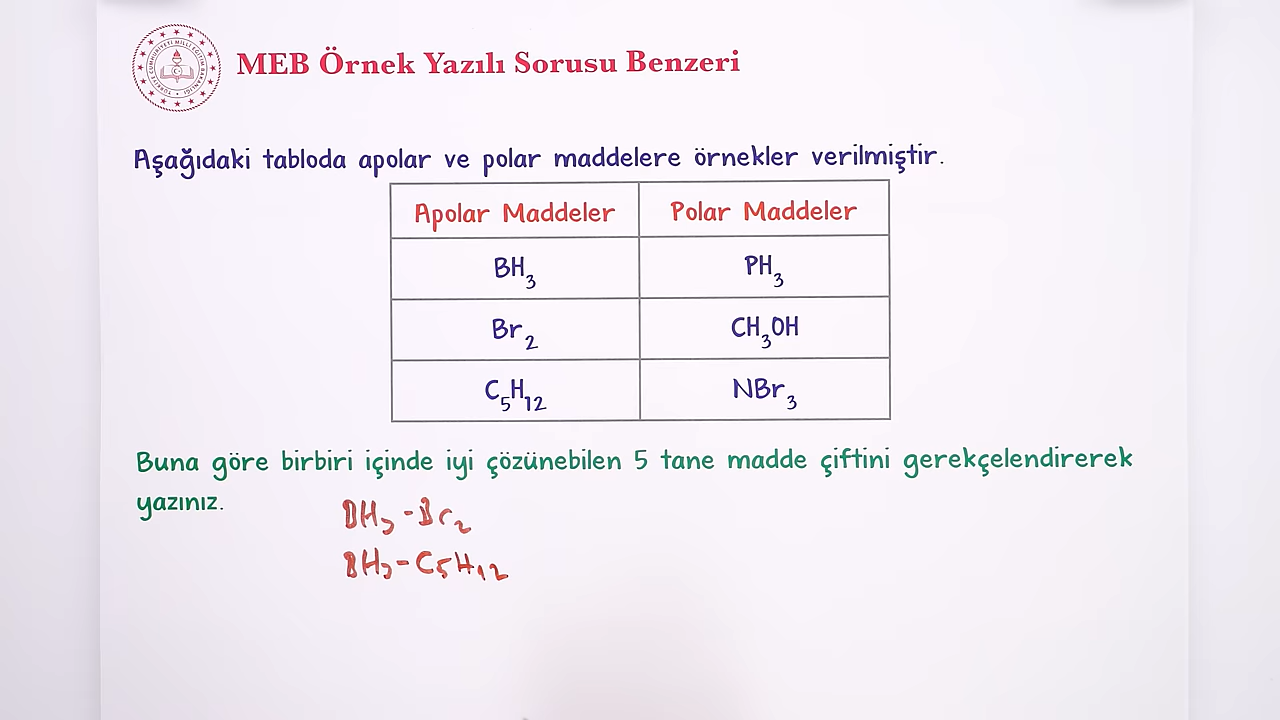 MEB Örnek Yazılı Sorusu Benzeri
Aşağıdaki tabloda apolar ve polar maddelere örnekler verilmiştir.
Apolar Maddeler Polar Maddeler
BH3 PH3
Br2 CH3OH
C5H12 NBr3
Buna göre birbiri içinde iyi çözünebilen 5 tane madde çiftini gerekçelendirerek
yazınız.
BH3 - Br2
BH3 - C5H12